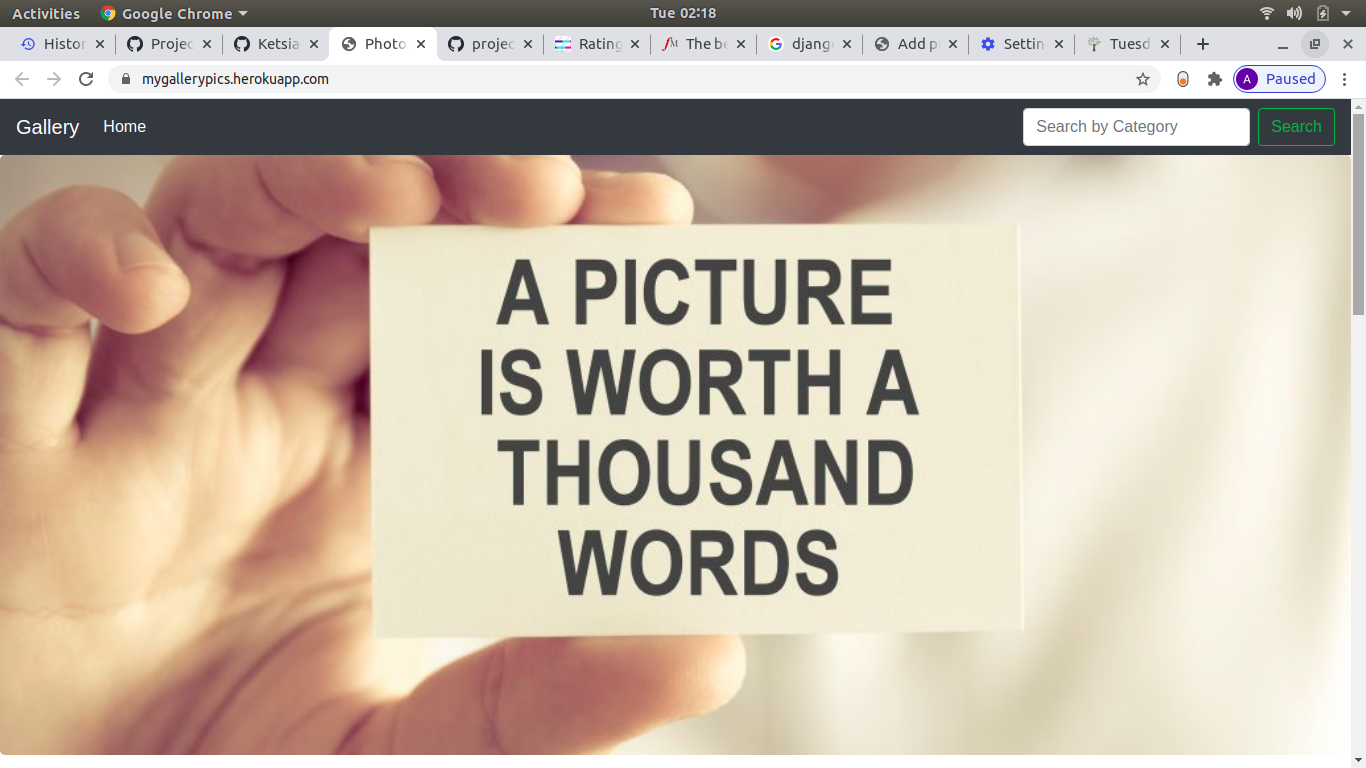 Activities Google Chrome Tue 02:18
Histor Projec Ketsia Photo projec Rating The be djang Add p Settin Tuesd
mygallerypics.herokuapp.com Paused
A
Gallery Home Search by Category Search
A PICTURE
IS WORTH A
THOUSAND
WORDS